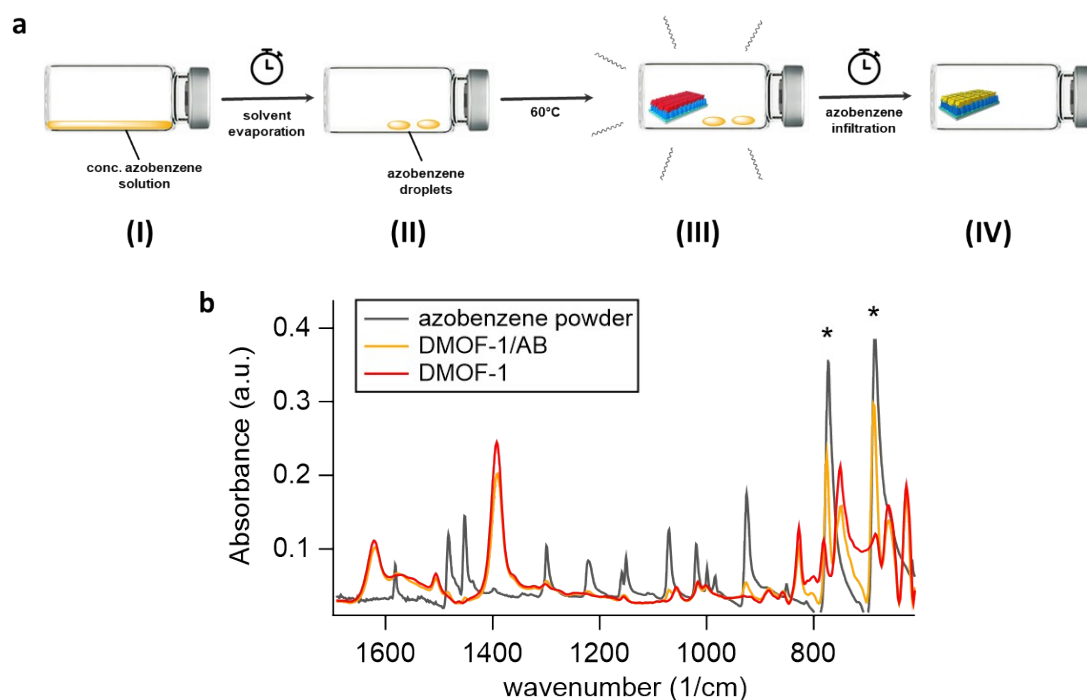 a
solvent
evaporation
60°C
azobenzene
infiltration
conc. azobenzene
solution
azobenzene
droplets
(I)
(II)
(III)
(IV)
b
azobenzene powder
DMOF-1/AB
DMOF-1
*
*
Absorbance (a.u.)
0.4
0.3
0.2
0.1
1600
1400
1200
1000
800
wavenumber (1/cm)